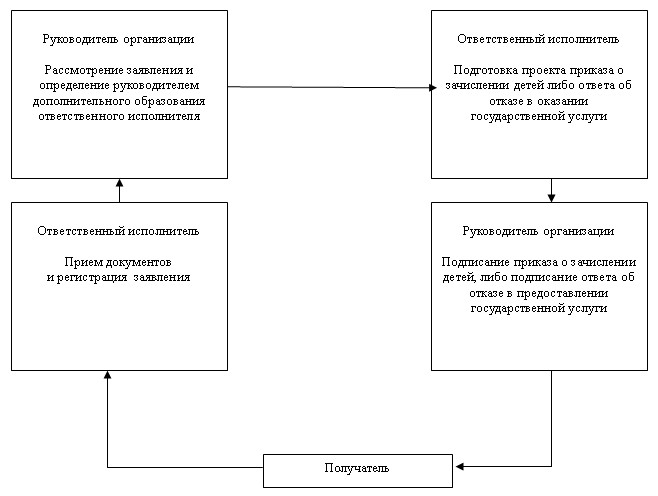 Руководитель организации
Рассмотрение заявления и
определение руководителем
дополнительного образования
ответственного исполнителя
Ответственный исполнитель
Подготовка проекта приказа о
зачислении детей либо ответа об
отказе в оказании
государственной услуги
Ответственный исполнитель
Прием документов
и регистрация заявления
Руководитель организации
Подписание приказа о зачислении
детей, либо подписание ответа об
отказе в предоставлении
государственной услуги
Получатель